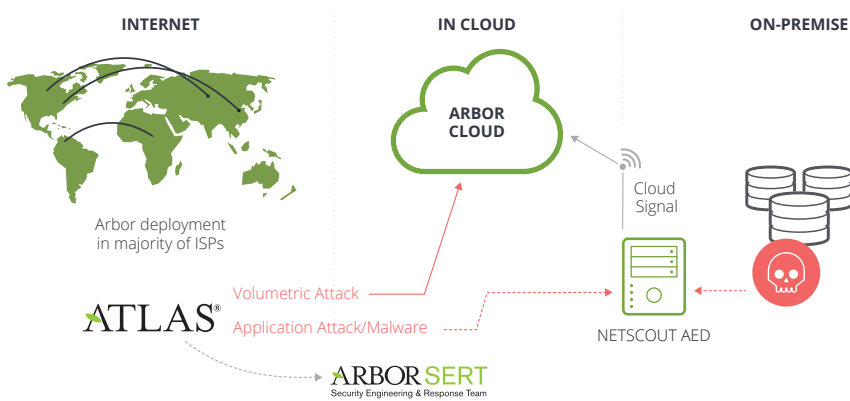 INTERNET
IN CLOUD
ON-PREMISE
ARBOR
CLOUD
Cloud
Signal
Arbor deployment
in majority of ISPs
Volumetric Attack
ATLAS®
Application Attack/Malware
NETSCOUT AED
ARBOR SERT
Security Engineering & Response Team